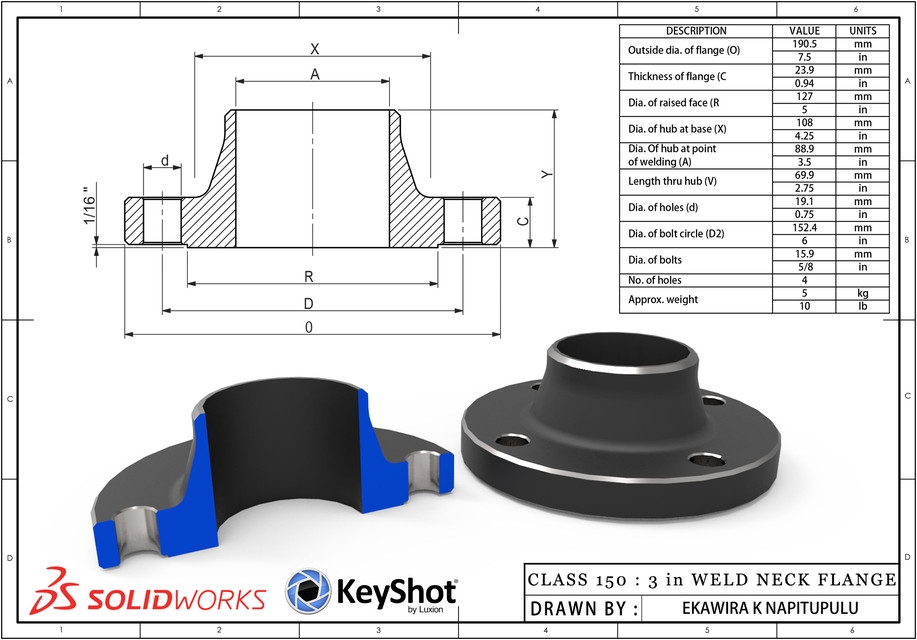 1 2 3 4 5 6
A A
B B
C C
D D
X
A
d
1/16 "
Y
C
R
D
0
DESCRIPTION VALUE UNITS
Outside dia. of flange (O) 190.5 mm
7.5 in
Thickness of flange (C 23.9 mm
0.94 in
Dia. of raised face (R 127 mm
5 in
Dia. of hub at base (X) 108 mm
4.25 in
Dia. Of hub at point of welding (A) 88.9 mm
3.5 in
Length thru hub (V) 69.9 mm
2.75 in
Dia. of holes (d) 19.1 mm
0.75 in
Dia. of bolt circle (D2) 152.4 mm
6 in
Dia. of bolts 15.9 mm
5/8 in
No. of holes 4
Approx. weight 5 kg
10 lb
SOLIDWORKS
KeyShot®
by Luxion
CLASS 150 : 3 in WELD NECK FLANGE
DRAWN BY : EKAWIRA K NAPITUPULU
1 2 3 4 5 6